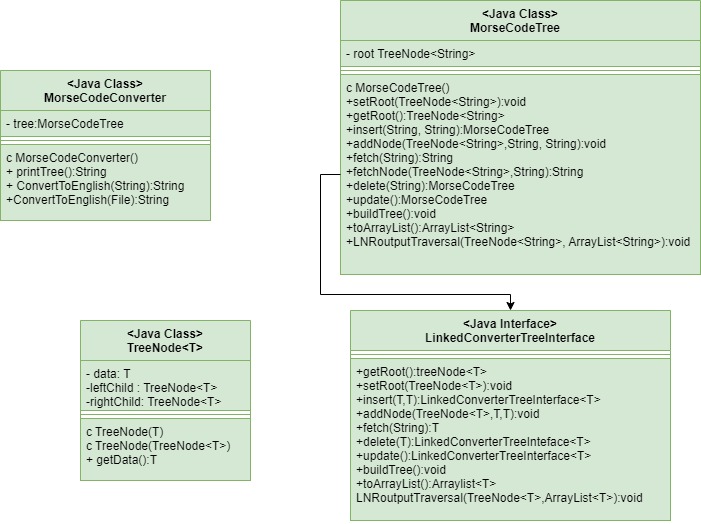 <Java Class>
MorseCodeTree
- root TreeNode<String>
c MorseCodeTree()
+setRoot(TreeNode<String>):void
+getRoot():TreeNode<String>
+insert(String, String):MorseCodeTree
+addNode(TreeNode<String>,String, String):void
+fetch(String):String
+fetchNode(TreeNode<String>,String):String
+delete(String):MorseCodeTree
+update():MorseCodeTree
+buildTree():void
+toArrayList():ArrayList<String>
+LNRoutputTraversal(TreeNode<String>, ArrayList<String>):void
<Java Class>
MorseCodeConverter
- tree:MorseCodeTree
c MorseCodeConverter()
+ printTree():String
+ ConvertToEnglish(String):String
+ConvertToEnglish(File):String
<Java Class>
TreeNode<T>
- data: T
-leftChild : TreeNode<T>
-rightChild: TreeNode<T>
c TreeNode(T)
c TreeNode(TreeNode<T>)
+ getData():T
<Java Interface>
LinkedConverterTreeInterface
+getRoot():treeNode<T>
+setRoot(treeNode<T>):void
+insert(T,T):LinkedConverterTreeInterface<T>
+addNode(TreeNode<T>,T,T):void
+fetch(String):T
+delete(T):LinkedConverterTreeInteface<T>
+update():LinkedConverterTreeInterface<T>
+buildTree():void
+toArrayList():Arraylist<T>
LNRoutputTraversal(TreeNode<T>,ArrayList<T>):void